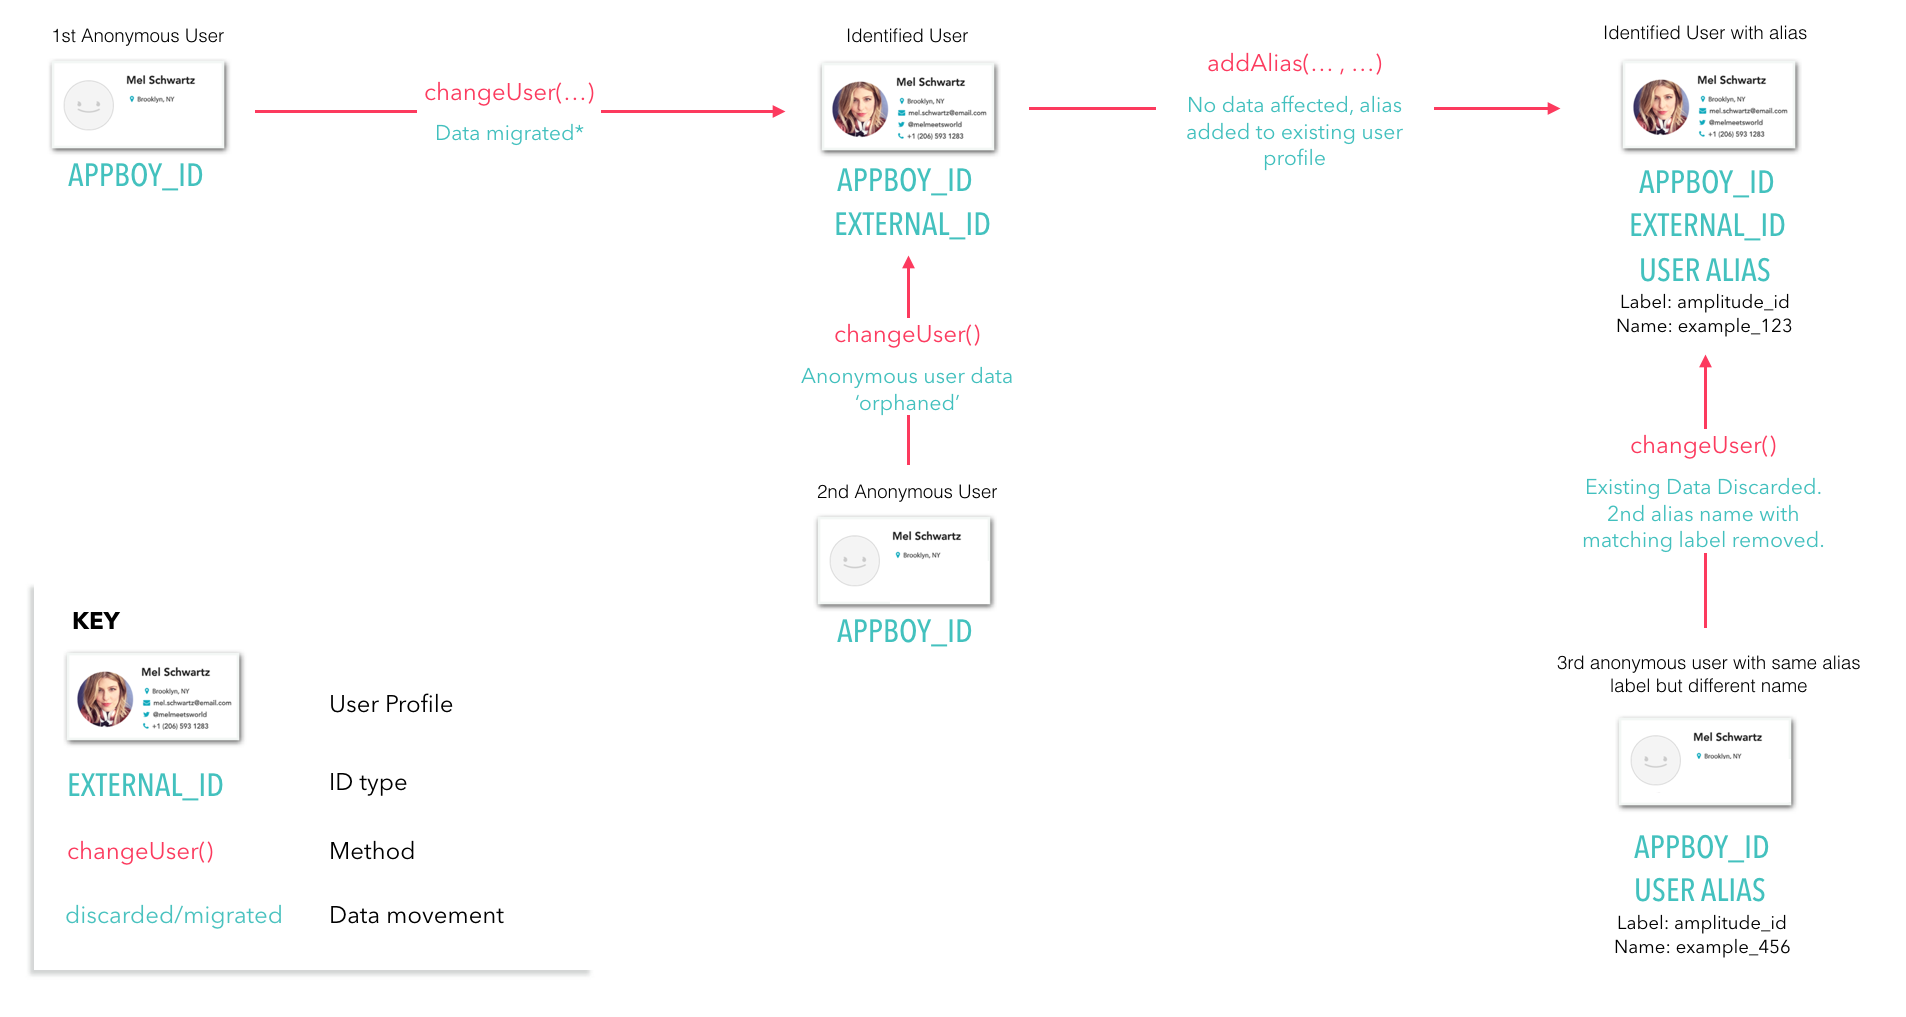 1st Anonymous User
Mel Schwartz
Brooklyn, NY
APPBOY_ID
changeUser(...)
Data migrated*
Identified User
Mel Schwartz
Brooklyn, NY
mel.schwartz@email.com
@melmeetsworld
+1 (206) 593 1283
APPBOY_ID
EXTERNAL_ID
addAlias(... , ...)
No data affected, alias
added to existing user
profile
Identified User with alias
Mel Schwartz
Brooklyn, NY
mel.schwartz@email.com
@melmeetsworld
+1 (206) 593 1283
APPBOY_ID
EXTERNAL_ID
USER ALIAS
Label: amplitude_id
Name: example_123
changeUser()
Anonymous user data
‘orphaned’
2nd Anonymous User
Mel Schwartz
Brooklyn, NY
APPBOY_ID
changeUser()
Existing Data Discarded.
2nd alias name with
matching label removed.
3rd anonymous user with same alias
label but different name
Mel Schwartz
Brooklyn, NY
APPBOY_ID
USER ALIAS
Label: amplitude_id
Name: example_456
KEY
Mel Schwartz
Brooklyn, NY
mel.schwartz@email.com
@melmeetsworld
+1 (206) 593 1283
User Profile
EXTERNAL_ID
ID type
changeUser()
Method
discarded/migrated
Data movement